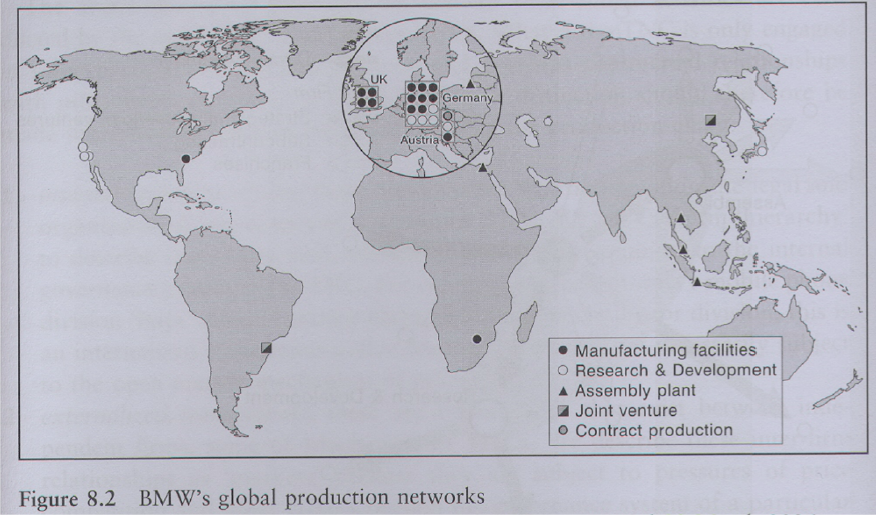 UK
Germany
Austria
Manufacturing facilities
Research & Development
Assembly plant
Joint venture
Contract production
Figure 8.2 BMW's global production networks